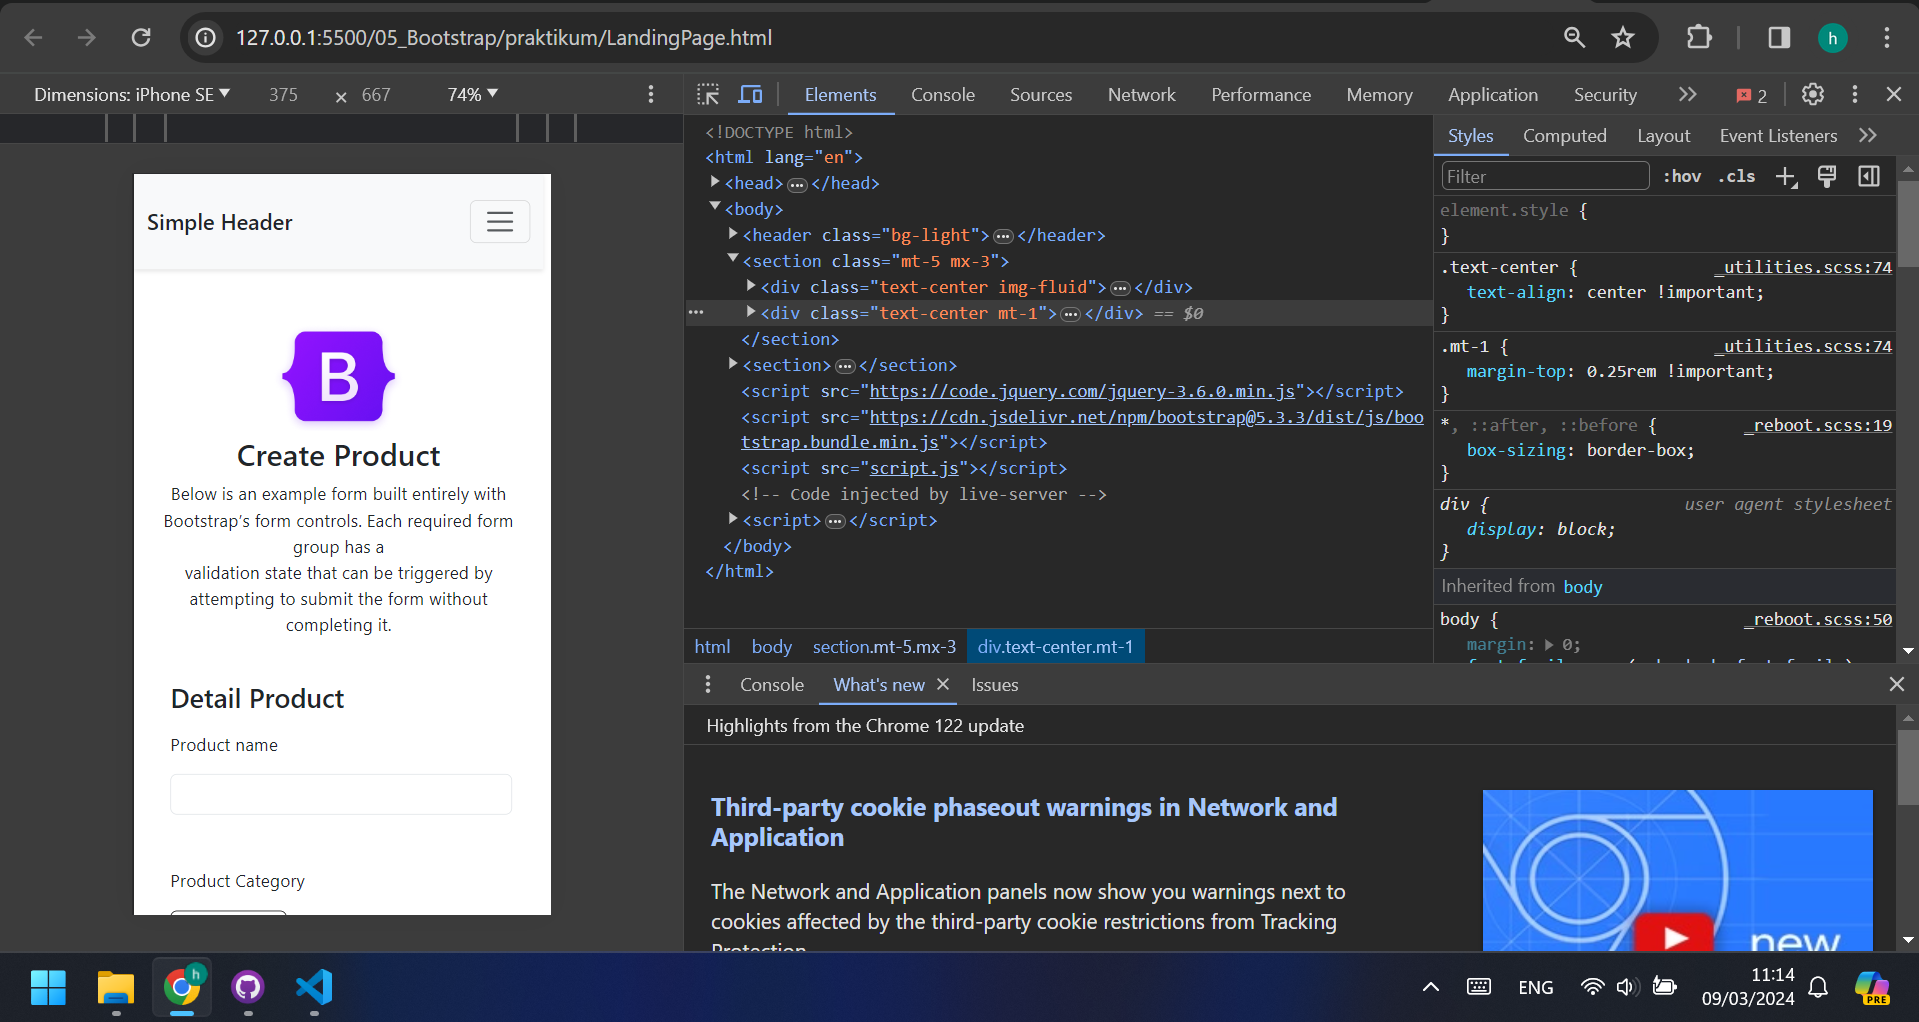 127.0.0.1:5500/05_Bootstrap/praktikum/LandingPage.html
h
Dimensions: iPhone SE
375
×
667
74%
Simple Header
B
Create Product
Below is an example form built entirely with
Bootstrap’s form controls. Each required form
group has a
validation state that can be triggered by
attempting to submit the form without
completing it.
Detail Product
Product name
Product Category
Elements
Console
Sources
Network
Performance
Memory
Application
Security
2
<!DOCTYPE html>
<html lang="en">
<head>…</head>
<body>
<header class="bg-light">…</header>
<section class="mt-5 mx-3">
<div class="text-center img-fluid">…</div>
<div class="text-center mt-1">…</div> == $0
</section>
<section>…</section>
<script src="https://code.jquery.com/jquery-3.6.0.min.js"></script>
<script src="https://cdn.jsdelivr.net/npm/bootstrap@5.3.3/dist/js/boo
tstrap.bundle.min.js"></script>
<script src="script.js"></script>
<!-- Code injected by live-server -->
<script>…</script>
</body>
</html>
html
body
section.mt-5.mx-3
div.text-center.mt-1
Styles
Computed
Layout
Event Listeners
Filter
:hov
.cls
element.style {
}
.text-center {
_utilities.scss:74
text-align: center !important;
}
.mt-1 {
_utilities.scss:74
margin-top: 0.25rem !important;
}
*, ::after, ::before {
_reboot.scss:19
box-sizing: border-box;
}
div {
user agent stylesheet
display: block;
}
Inherited from body
body {
_reboot.scss:50
margin: 0;
Console
What's new
Issues
Highlights from the Chrome 122 update
Third-party cookie phaseout warnings in Network and
Application
The Network and Application panels now show you warnings next to
cookies affected by the third-party cookie restrictions from Tracking
Protection.
new
h
ENG
11:14
09/03/2024
PRE